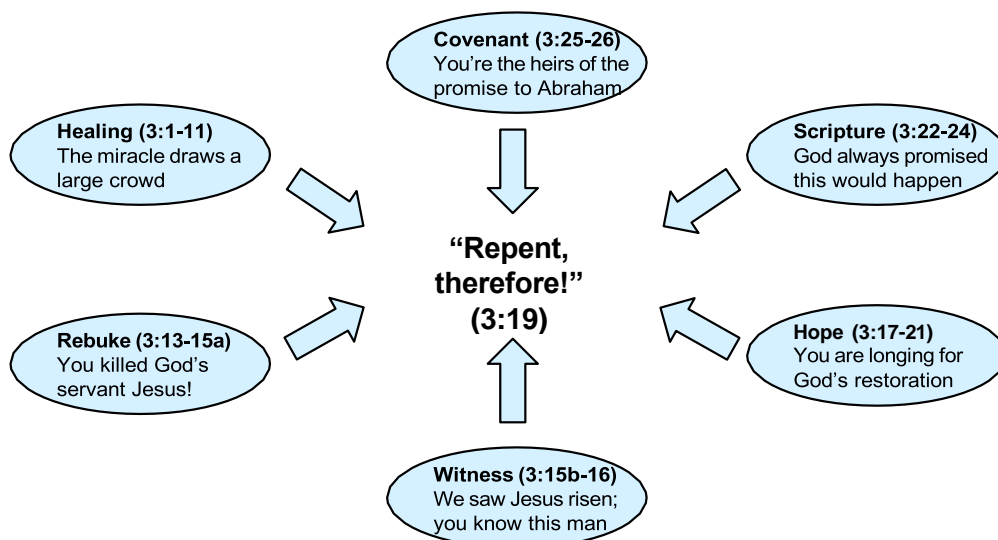 Covenant (3:25-26)
You’re the heirs of the
promise to Abraham
Healing (3:1-11)
The miracle draws a
large crowd
Scripture (3:22-24)
God always promised
this would happen
“Repent,
therefore!”
(3:19)
Rebuke (3:13-15a)
You killed God’s
servant Jesus!
Hope (3:17-21)
You are longing for
God’s restoration
Witness (3:15b-16)
We saw Jesus risen;
you know this man